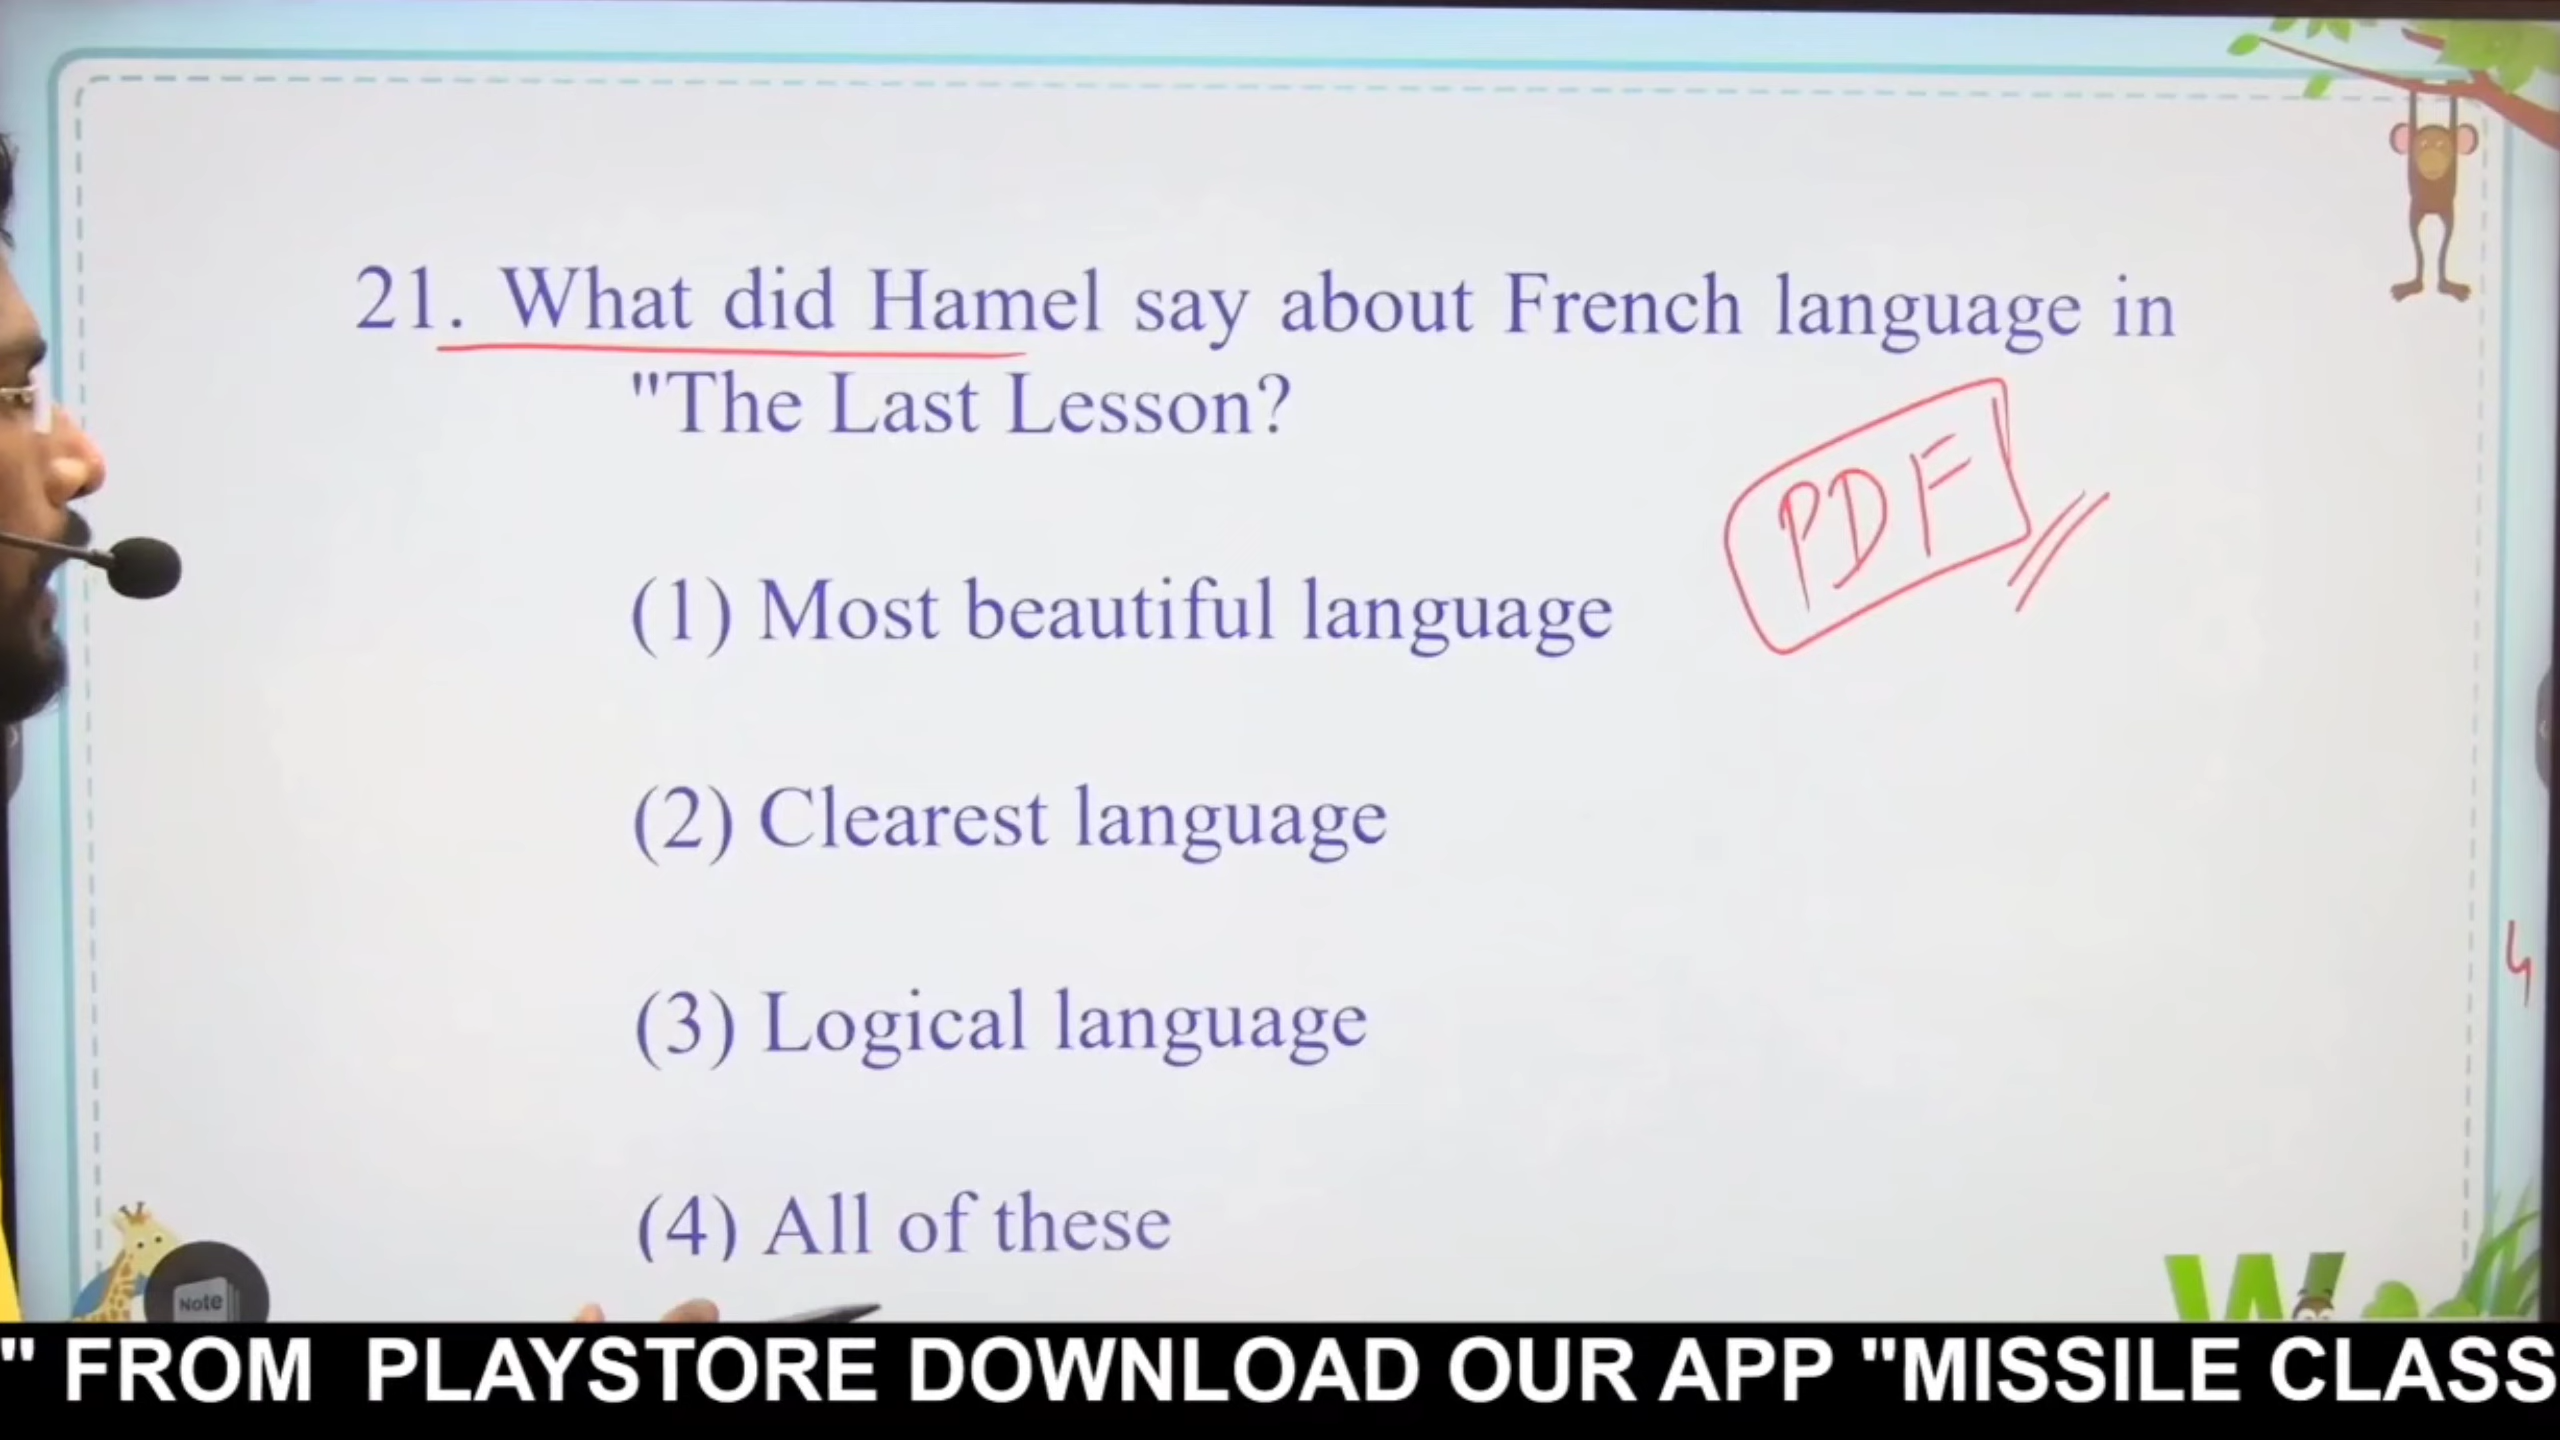 21. What did Hamel say about French language in
"The Last Lesson?
PDF
(1) Most beautiful language
(2) Clearest language
(3) Logical language
4
(4) All of these
Note
W
" FROM PLAYSTORE DOWNLOAD OUR APP "MISSILE CLASS